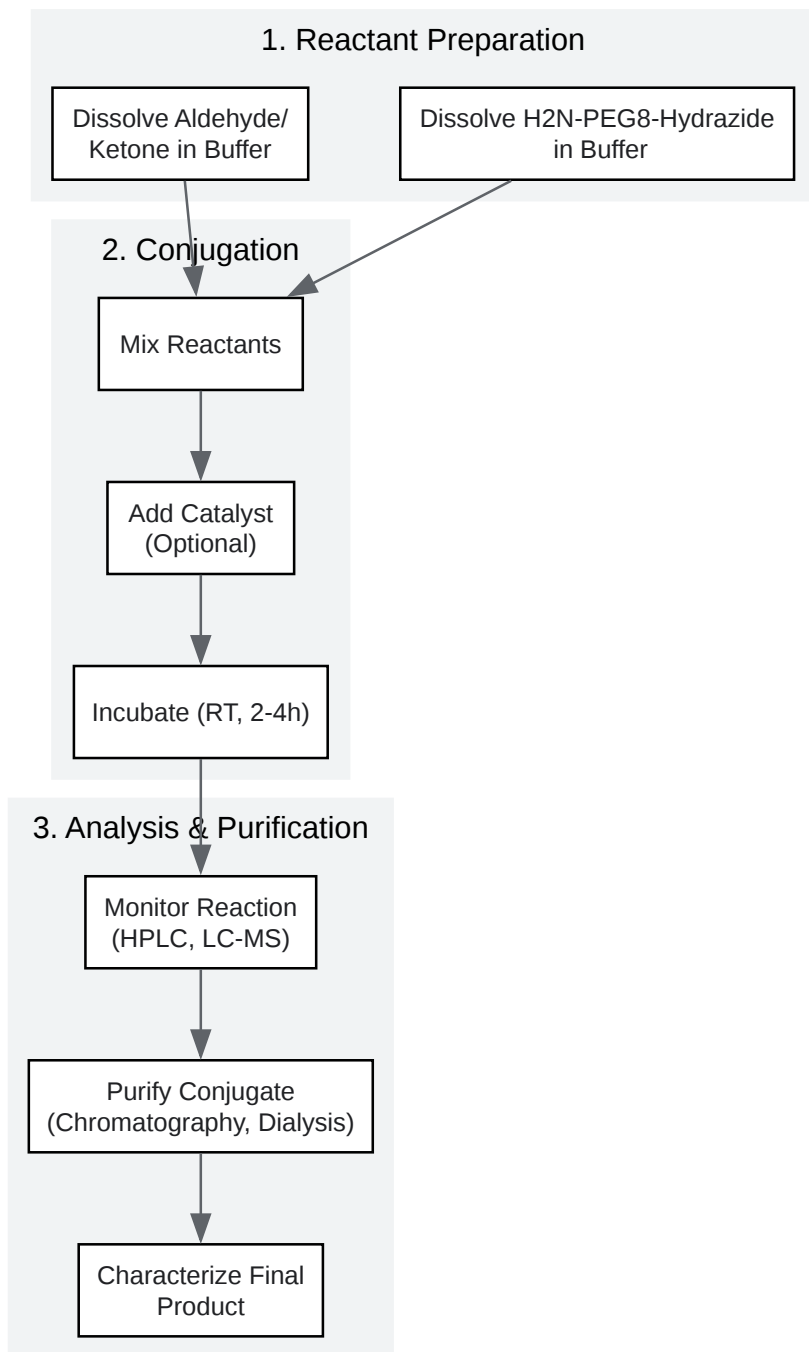 1. Reactant Preparation
Dissolve Aldehyde/
Ketone in Buffer
Dissolve H2N-PEG8-Hydrazide
in Buffer
2. Conjugation
Mix Reactants
Add Catalyst
(Optional)
Incubate (RT, 2-4h)
3. Analysis & Purification
Monitor Reaction
(HPLC, LC-MS)
Purify Conjugate
(Chromatography, Dialysis)
Characterize Final
Product